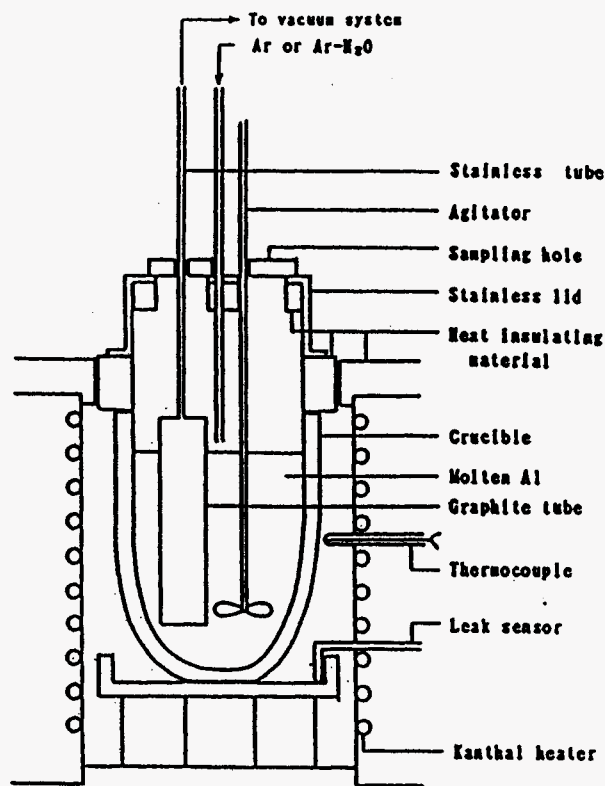 To vacuum system
Ar or Ar-H₂O
Stainless tube
Agitator
Sampling hole
Stainless lid
Heat insulating
material
Crucible
Molten Al
Graphite tube
Thermocouple
Leak sensor
Kanthal heater